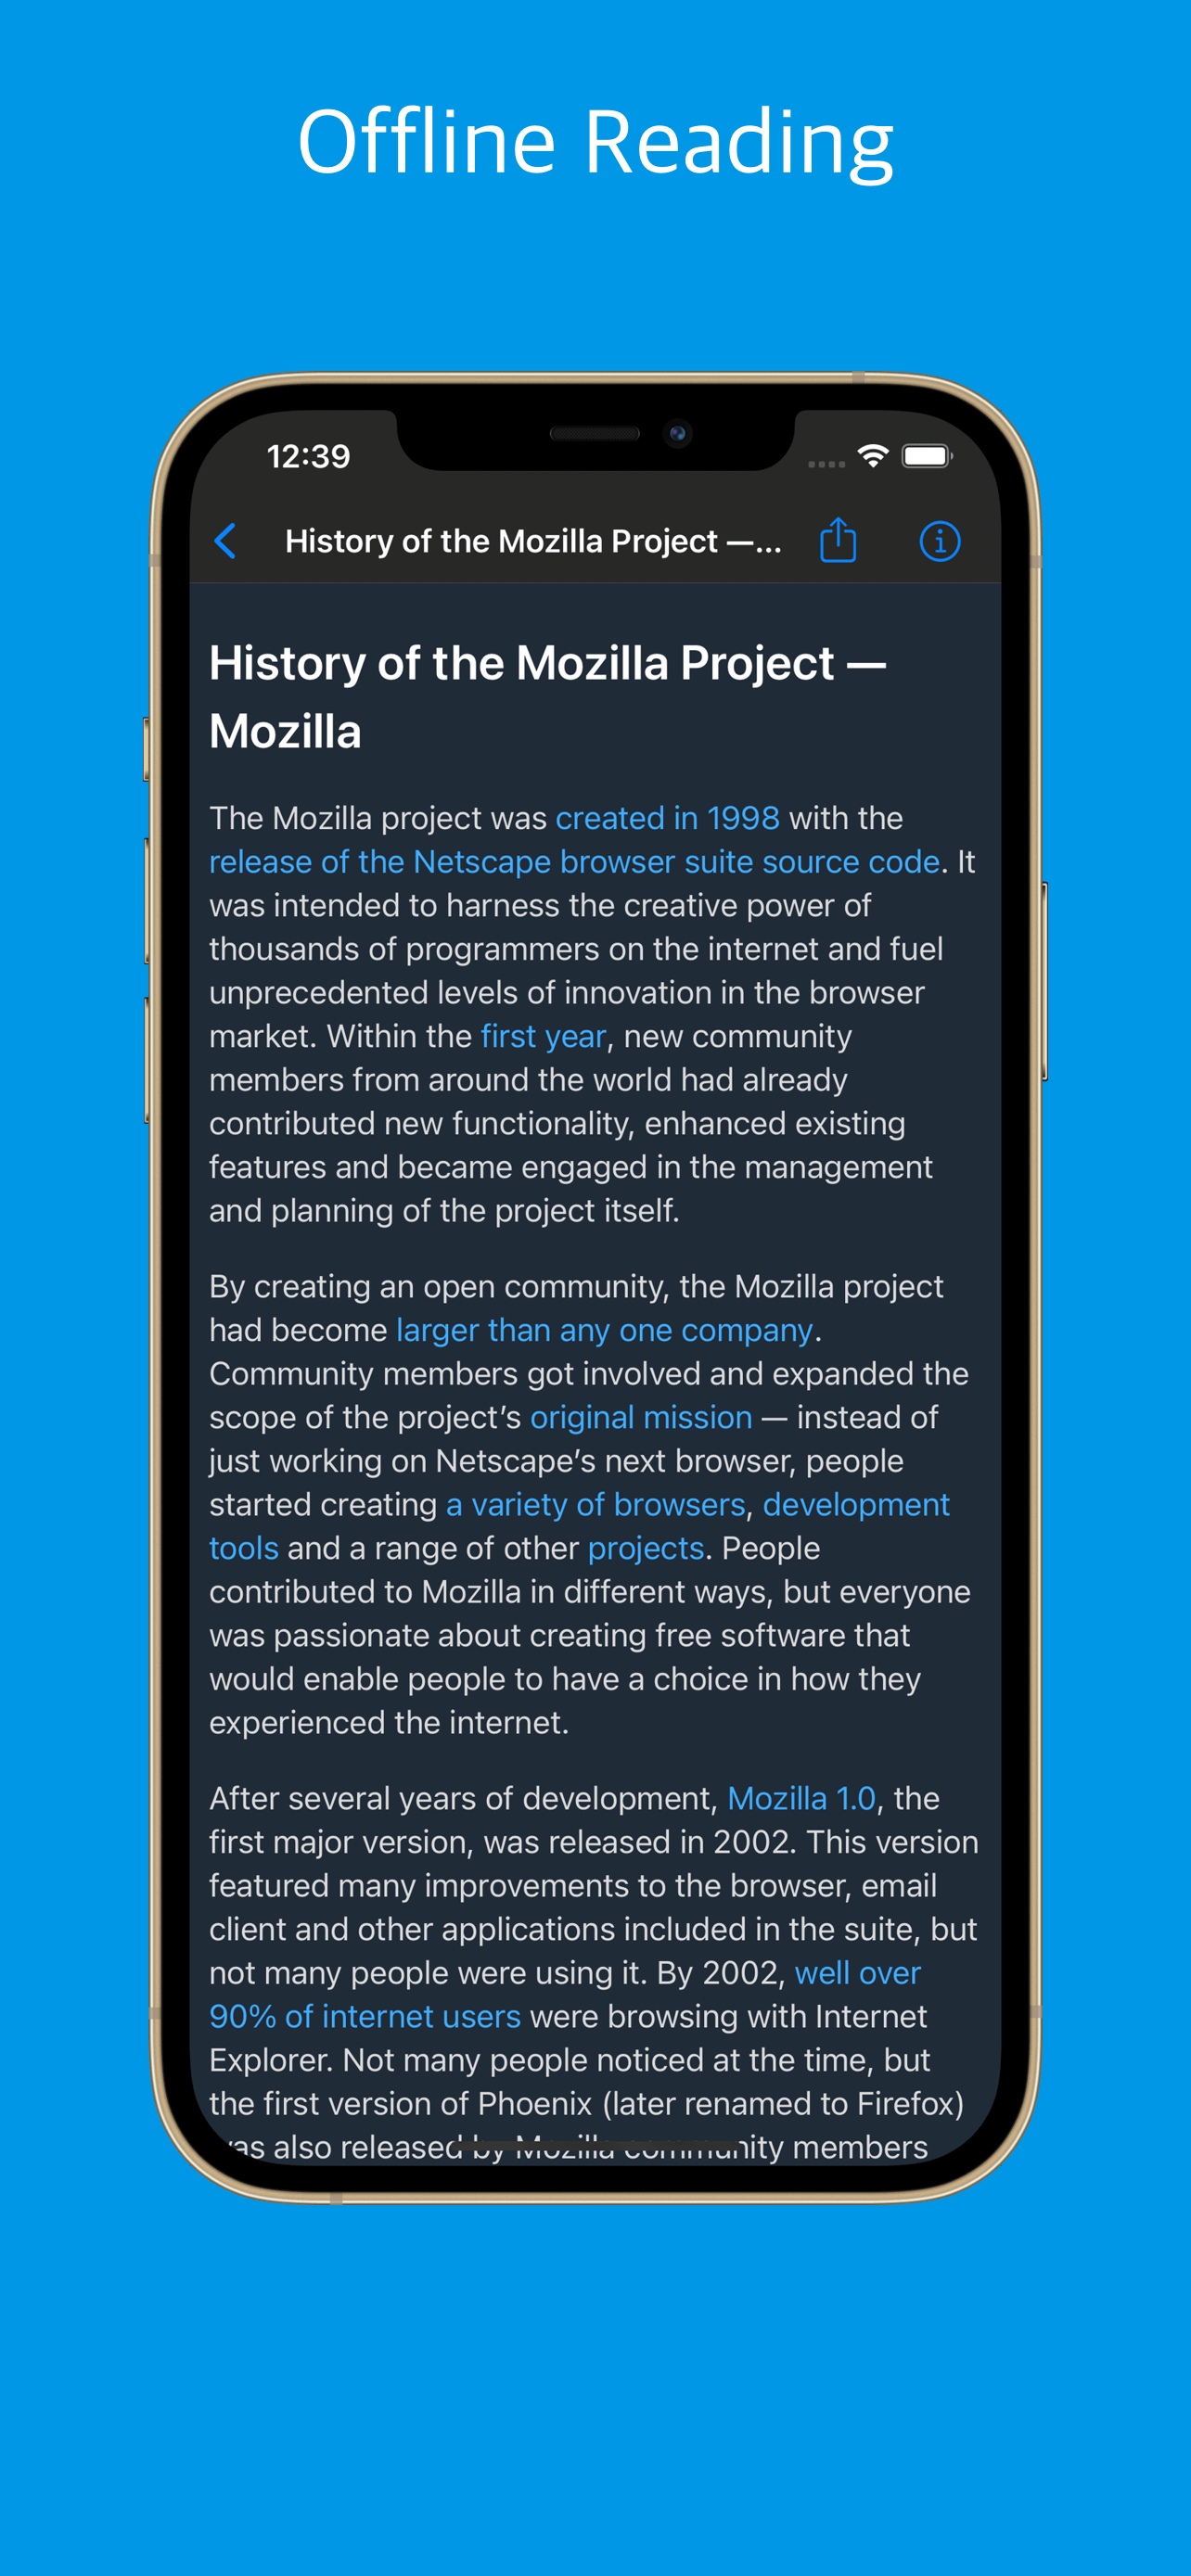 Offline Reading
12:39
History of the Mozilla Project —...
History of the Mozilla Project —
Mozilla
The Mozilla project was created in 1998 with the
release of the Netscape browser suite source code. It
was intended to harness the creative power of
thousands of programmers on the internet and fuel
unprecedented levels of innovation in the browser
market. Within the first year, new community
members from around the world had already
contributed new functionality, enhanced existing
features and became engaged in the management
and planning of the project itself.
By creating an open community, the Mozilla project
had become larger than any one company.
Community members got involved and expanded the
scope of the project’s original mission — instead of
just working on Netscape’s next browser, people
started creating a variety of browsers, development
tools and a range of other projects. People
contributed to Mozilla in different ways, but everyone
was passionate about creating free software that
would enable people to have a choice in how they
experienced the internet.
After several years of development, Mozilla 1.0, the
first major version, was released in 2002. This version
featured many improvements to the browser, email
client and other applications included in the suite, but
not many people were using it. By 2002, well over
90% of internet users were browsing with Internet
Explorer. Not many people noticed at the time, but
the first version of Phoenix (later renamed to Firefox)
was also released by Mozilla community members